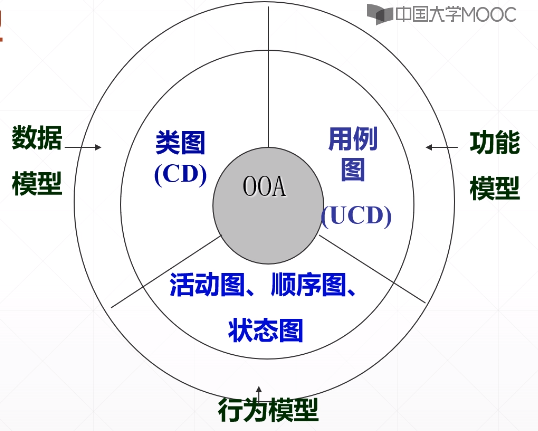 中国大学MOOC
数据
模型
类图
(CD)
OOA
用例
图
(UCD)
功能
模型
活动图、顺序图、
状态图
行为模型